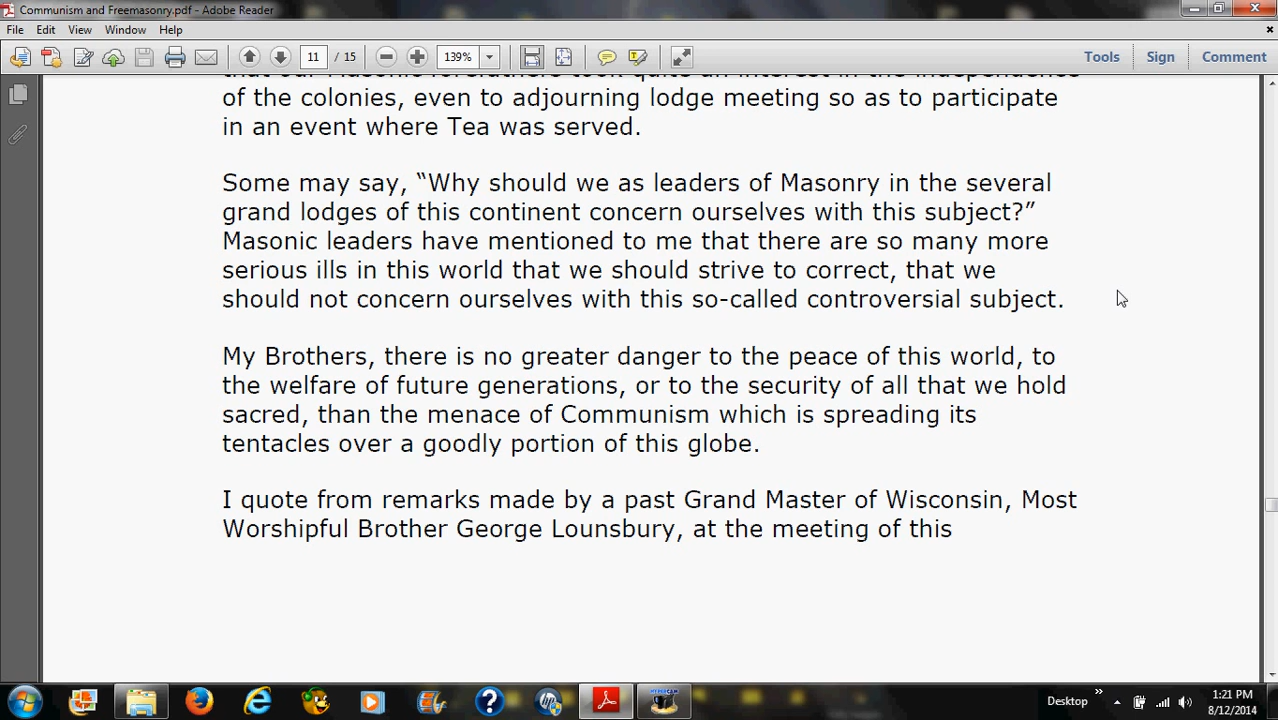 Communism and Freemasonry.pdf - Adobe Reader
File Edit View Window Help
11 / 15 139% Tools Sign Comment
of the colonies, even to adjourning lodge meeting so as to participate
in an event where Tea was served.
Some may say, “Why should we as leaders of Masonry in the several
grand lodges of this continent concern ourselves with this subject?”
Masonic leaders have mentioned to me that there are so many more
serious ills in this world that we should strive to correct, that we
should not concern ourselves with this so-called controversial subject.
My Brothers, there is no greater danger to the peace of this world, to
the welfare of future generations, or to the security of all that we hold
sacred, than the menace of Communism which is spreading its
tentacles over a goodly portion of this globe.
I quote from remarks made by a past Grand Master of Wisconsin, Most
Worshipful Brother George Lounsbury, at the meeting of this
Desktop
1:21 PM
8/12/2014